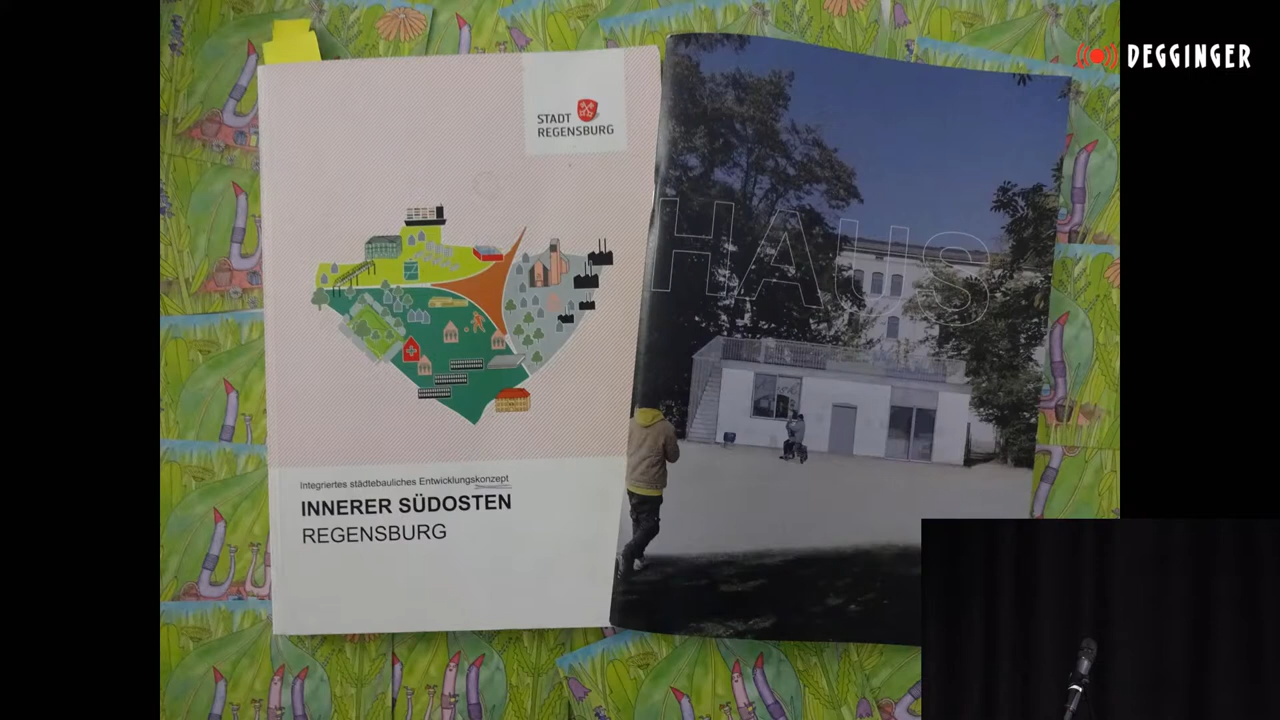 DEGGINGER
STADT
REGENSBURG
Integriertes städtebauliches Entwicklungskonzept
INNERER SÜDOSTEN
REGENSBURG
HAUS